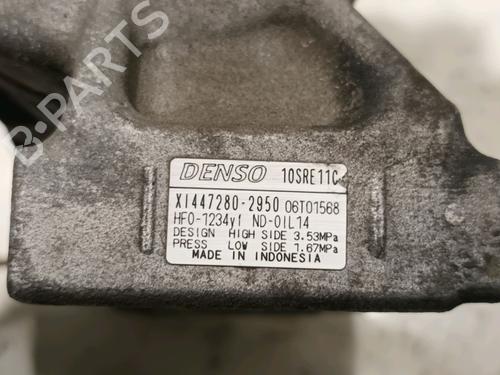 B-PARTS
DENSO 10SRE11C
XI447280-2950 06T01568
HFO-1234yf ND-OIL14
DESIGN HIGH SIDE 3.53MPa
PRESS LOW SIDE 1.67MPa
MADE IN INDONESIA